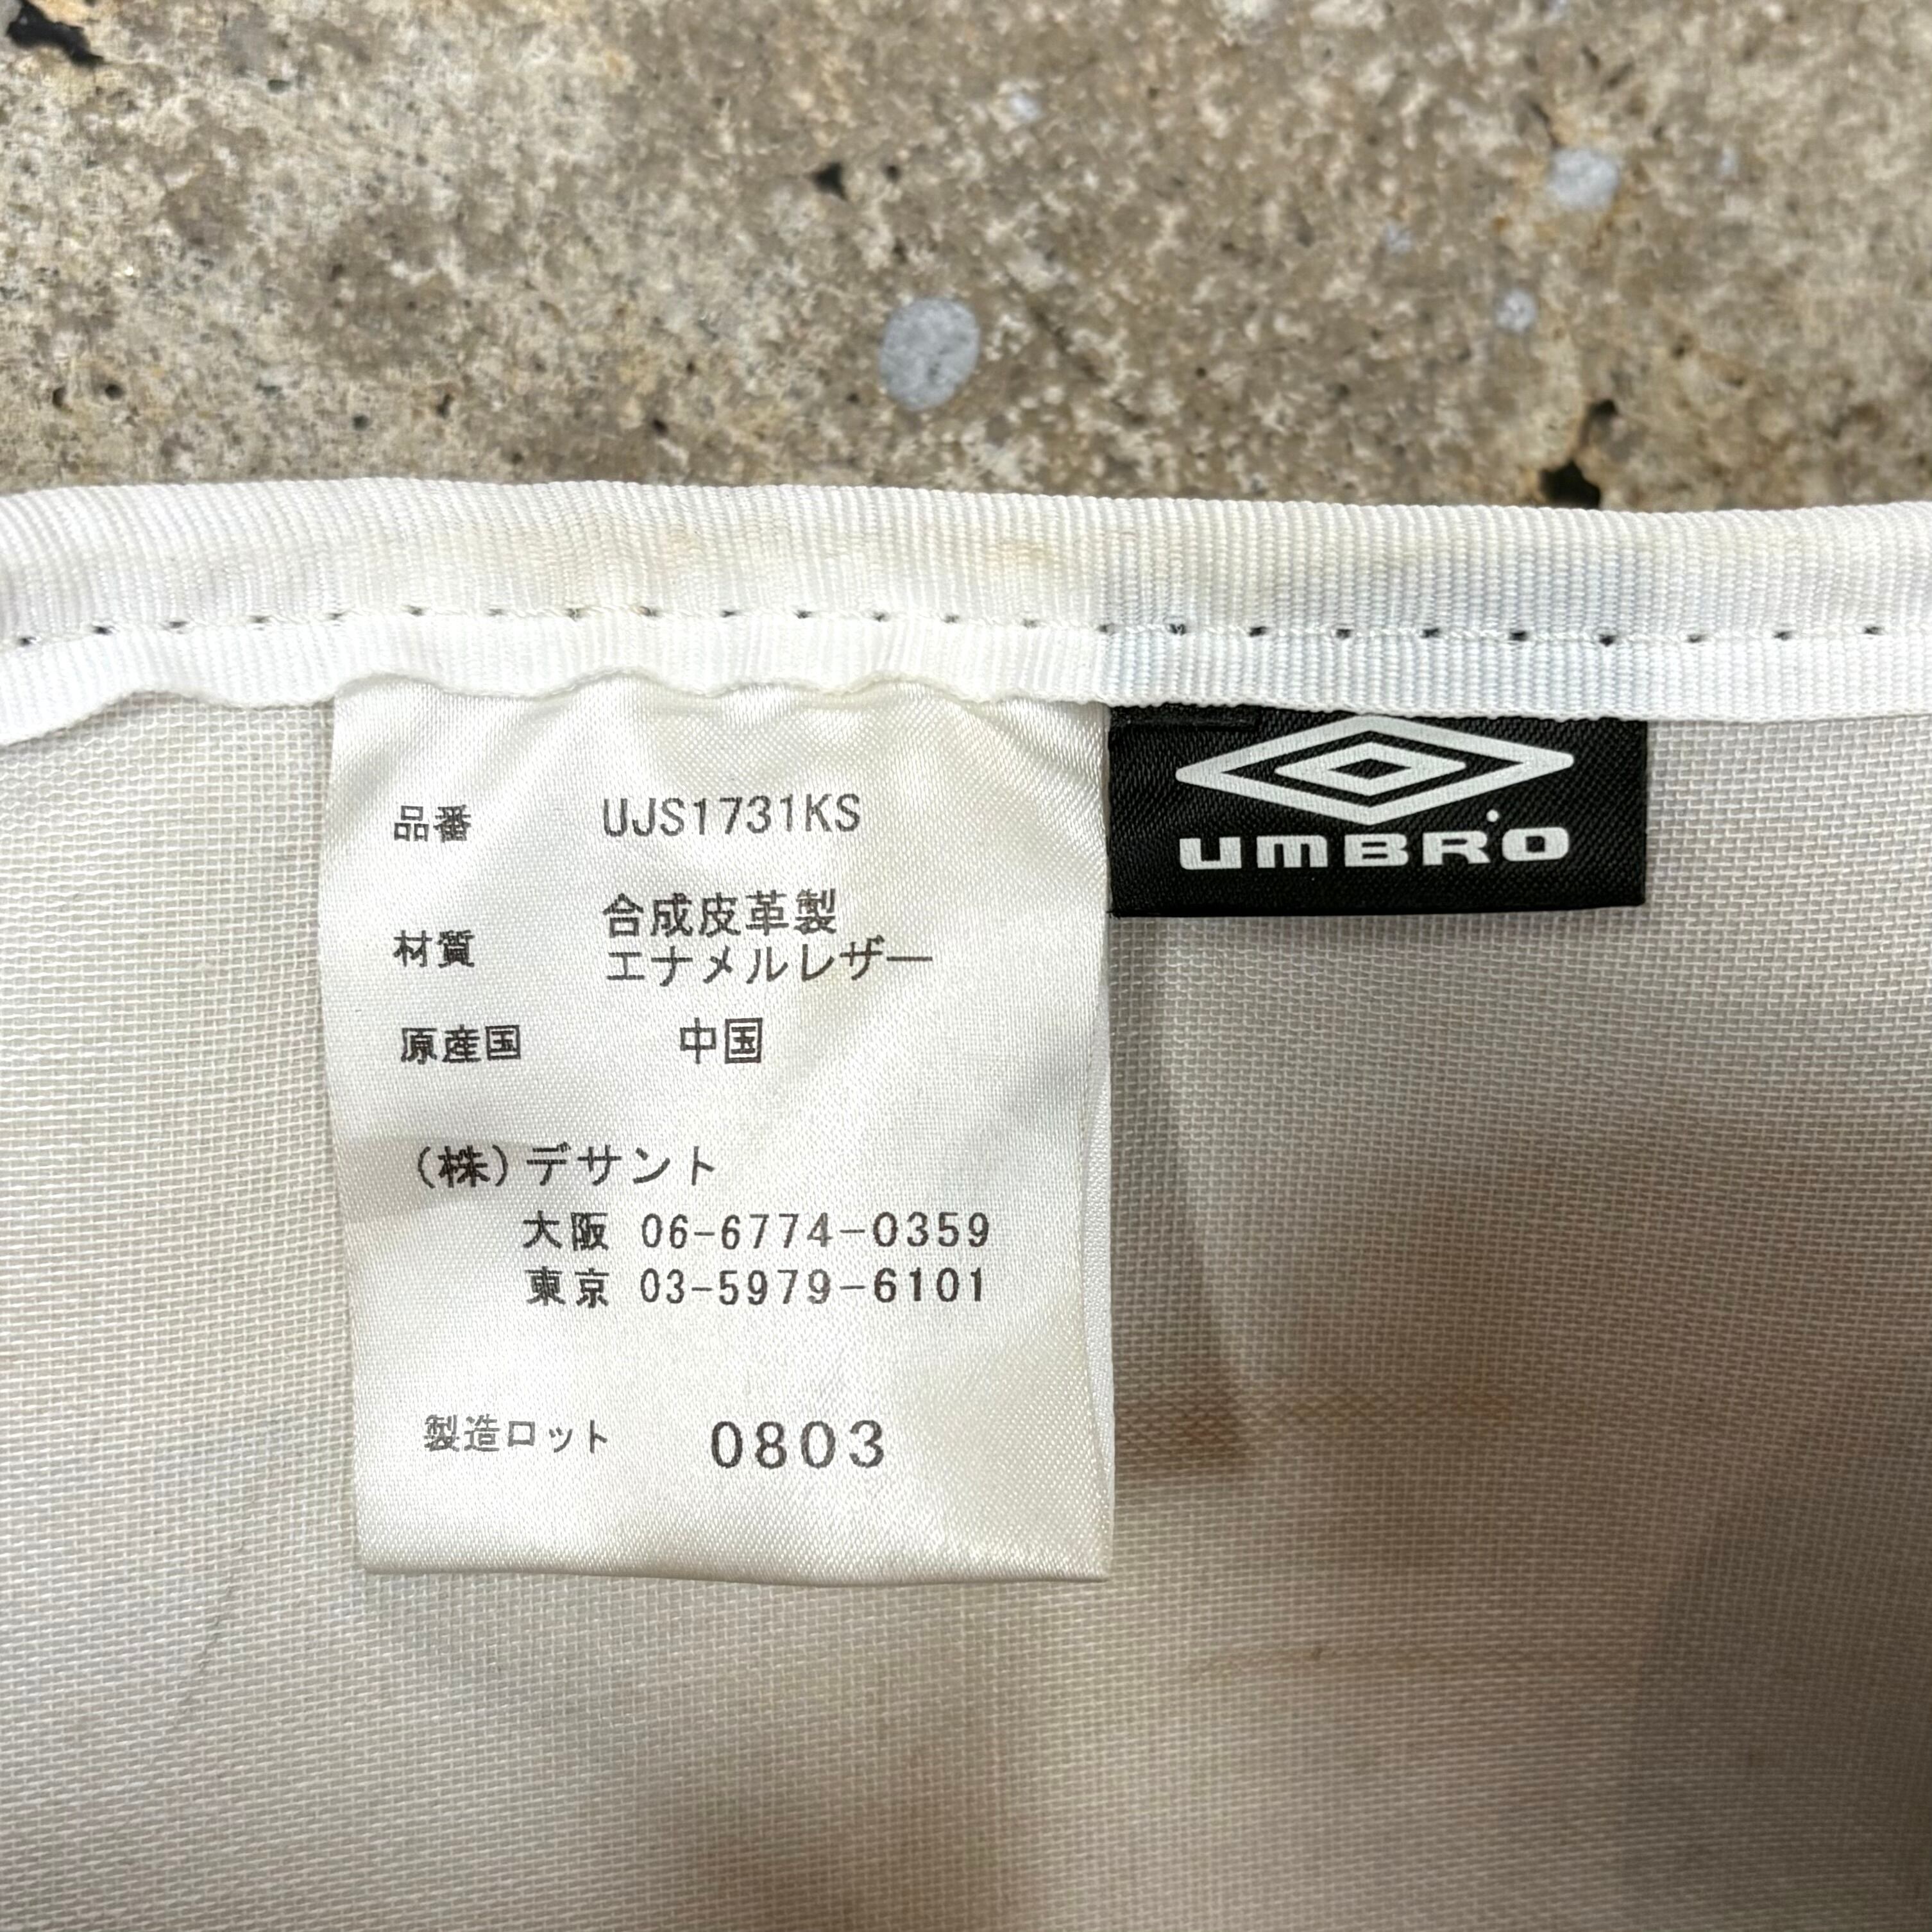 品番 UJS1731KS
材質 合成皮革製
エナメルレザー
原産国 中国
(株)デサント
大阪 06-6774-0359
東京 03-5979-6101
製造ロット 0803
UMBRO